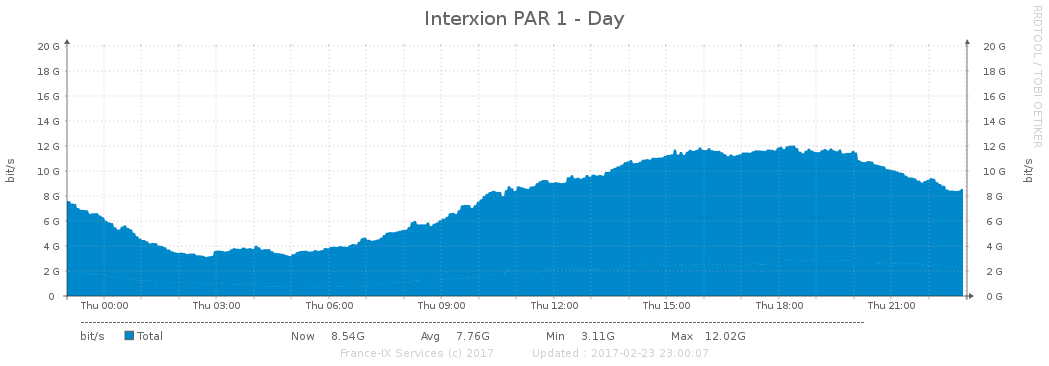 Interxion PAR 1 - Day
RRDTOOL / TOBI OETIKER
bit/s
20 G 20 G
18 G 18 G
16 G 16 G
14 G 14 G
12 G 12 G
10 G 10 G
8 G 8 G
6 G 6 G
4 G 4 G
2 G 2 G
0 0 G
bit/s
Thu 00:00 Thu 03:00 Thu 06:00 Thu 09:00 Thu 12:00 Thu 15:00 Thu 18:00 Thu 21:00
bit/s Total Now 8.54G Avg 7.76G Min 3.11G Max 12.02G
France-IX Services (c) 2017 Updated : 2017-02-23 23:00:07